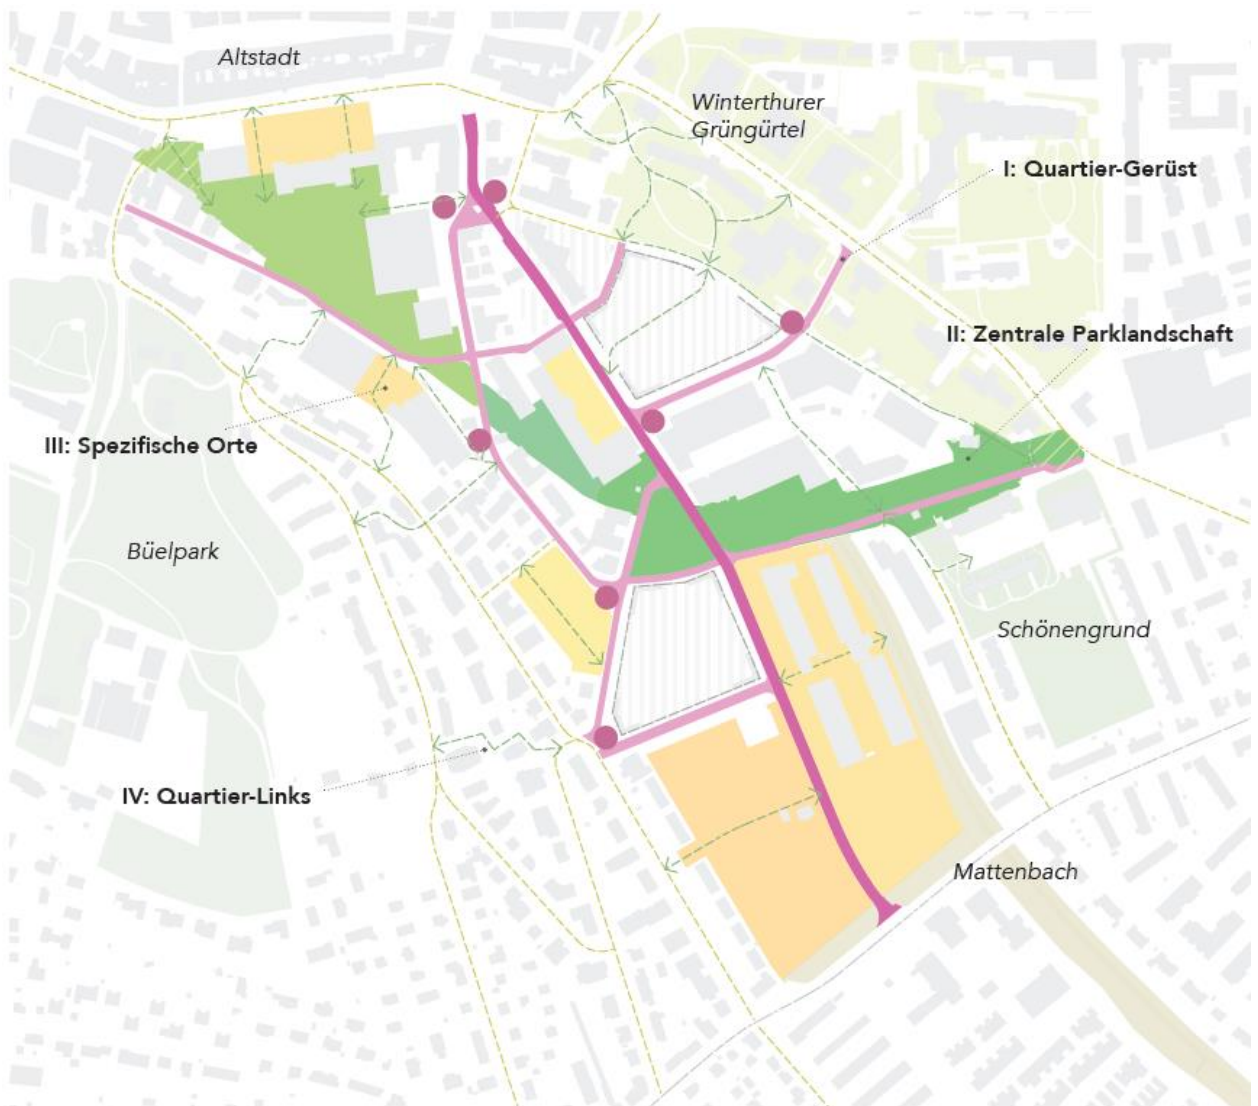 Altstadt
Winterthurer
Grüngürtel
I: Quartier-Gerüst
II: Zentrale Parklandschaft
III: Spezifische Orte
Büelpark
Schönengrund
IV: Quartier-Links
Mattenbach